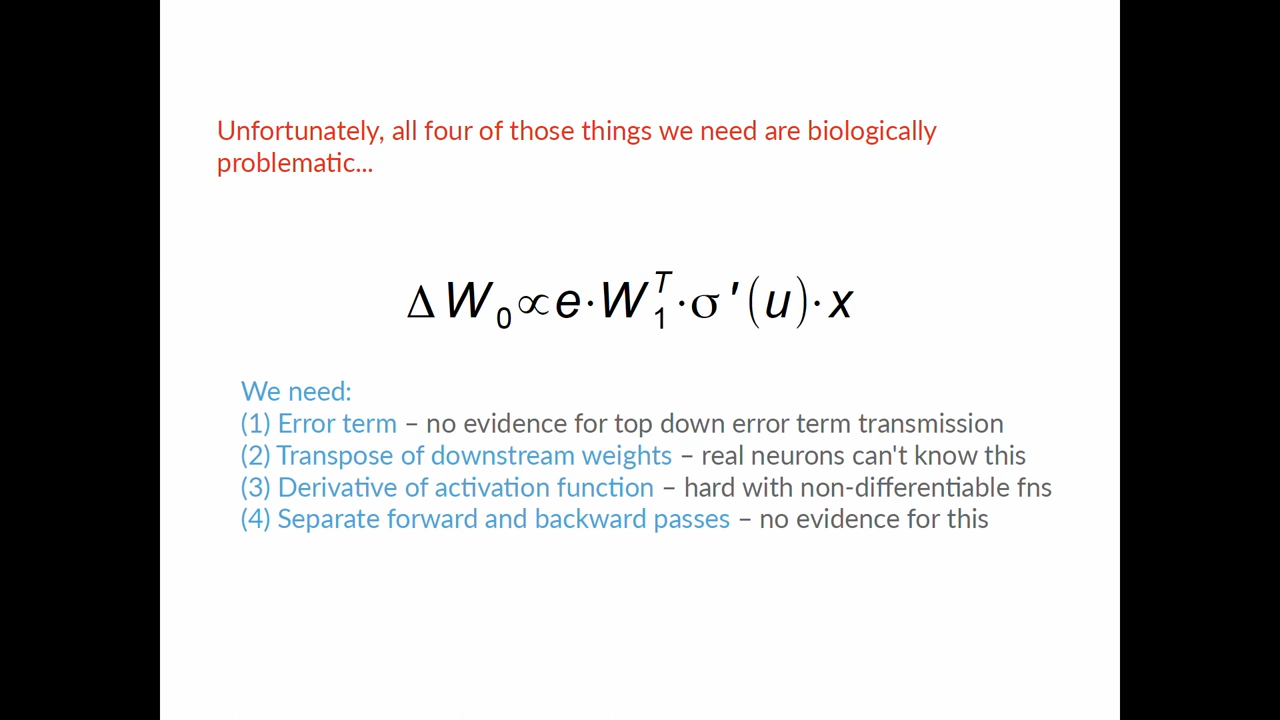 Unfortunately, all four of those things we need are biologically
problematic...
Δ W₀ ∝ e · W₁ᵀ · σ ' (u) · x
We need:
(1) Error term – no evidence for top down error term transmission
(2) Transpose of downstream weights – real neurons can't know this
(3) Derivative of activation function – hard with non-differentiable fns
(4) Separate forward and backward passes – no evidence for this